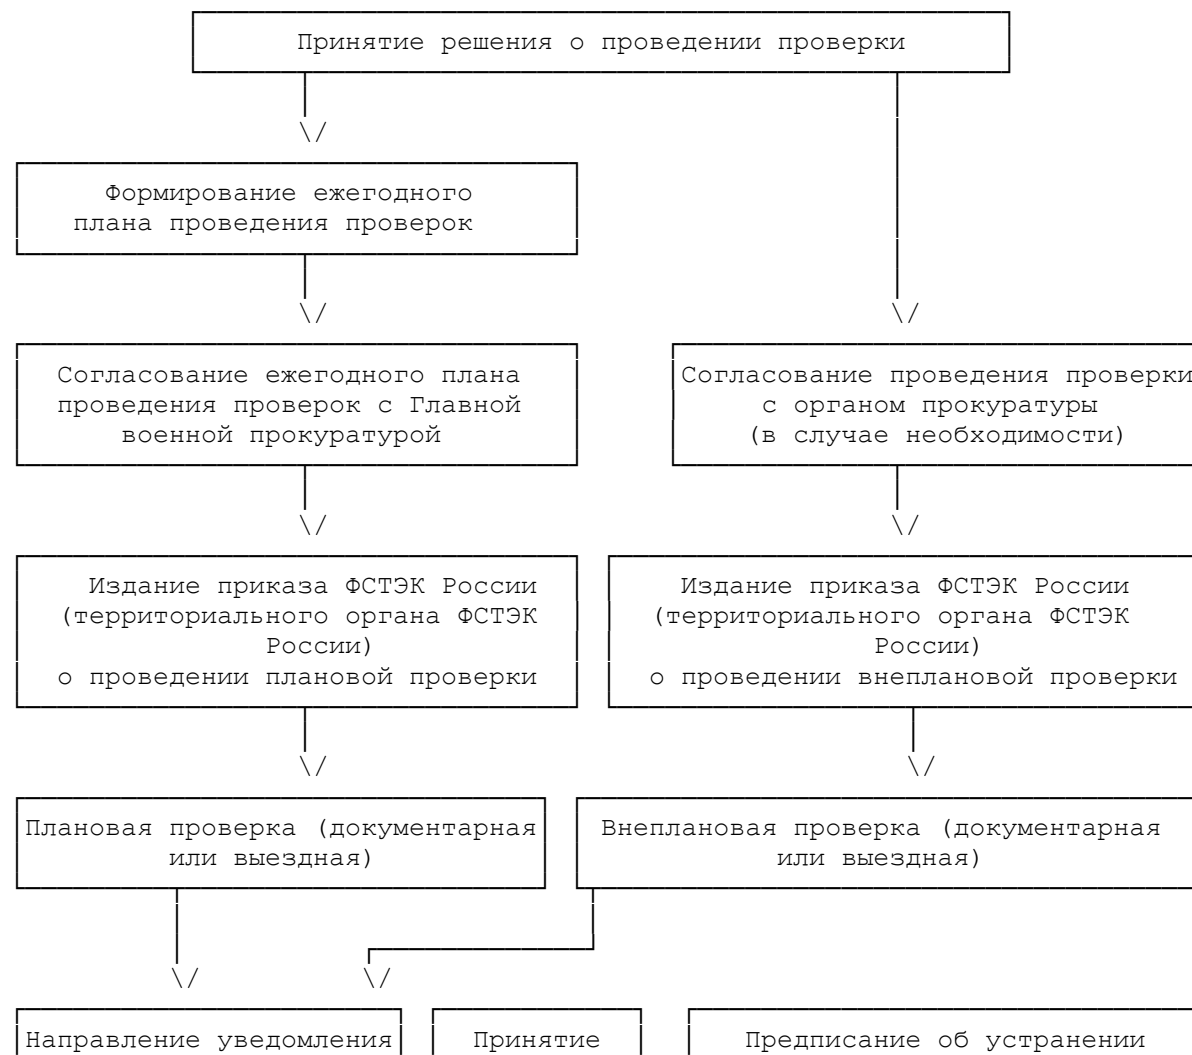 Принятие решения о проведении проверки
Формирование ежегодного
плана проведения проверок
Согласование ежегодного плана
проведения проверок с Главной
военной прокуратурой
Согласование проведения проверки
с органом прокуратуры
(в случае необходимости)
Издание приказа ФСТЭК России
(территориального органа ФСТЭК
России)
о проведении плановой проверки
Издание приказа ФСТЭК России
(территориального органа ФСТЭК
России)
о проведении внеплановой проверки
Плановая проверка (документарная
или выездная)
Внеплановая проверка (документарная
или выездная)
Направление уведомления
Принятие
Предписание об устранении